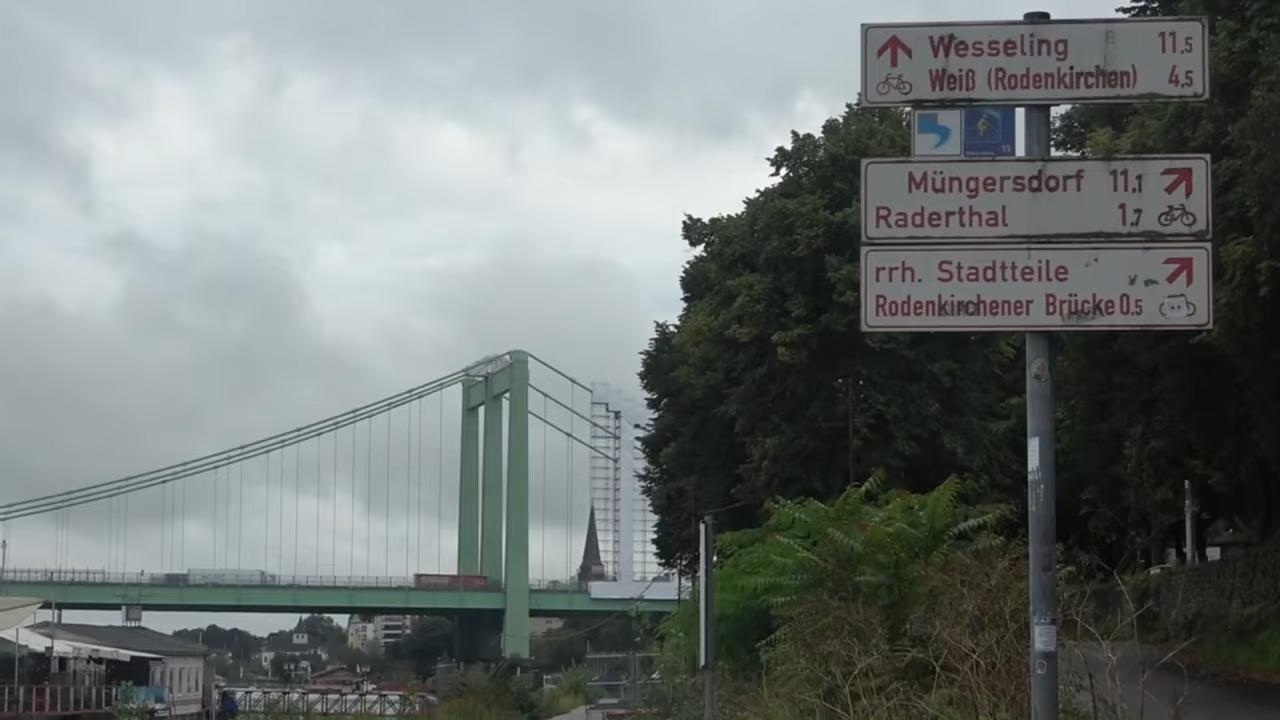 Wesseling 11,5
Weiß (Rodenkirchen) 4,5
15
Müngersdorf 11,1
Raderthal 1,7
rrh. Stadtteile
Rodenkirchener Brücke 0,5